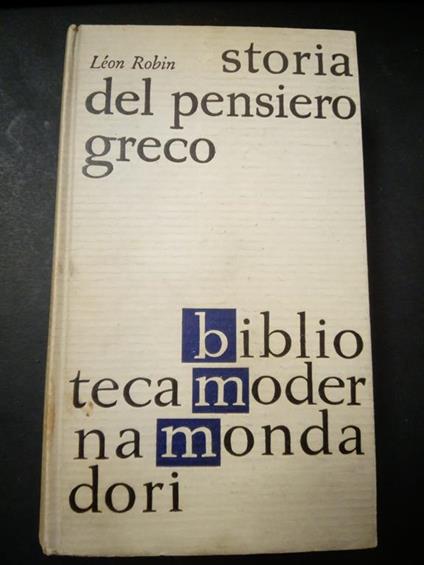 Léon Robin storia
del pensiero
greco
biblio
teca moder
na monda
dori